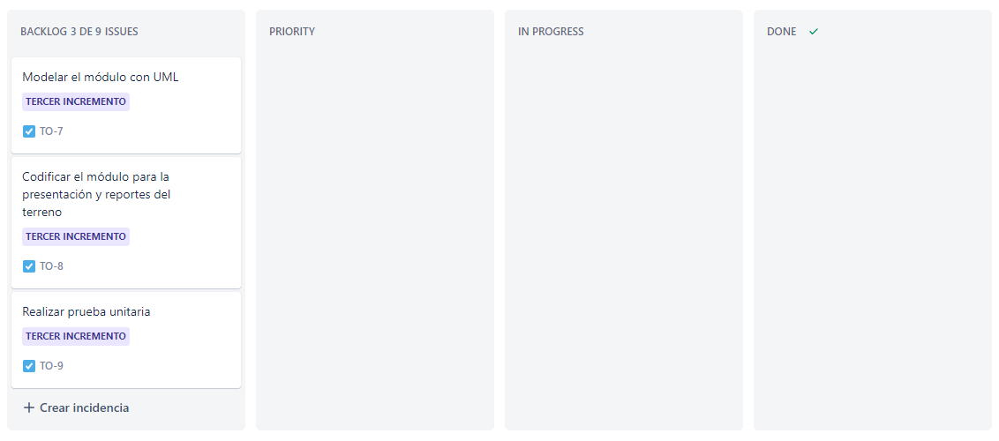 BACKLOG 3 DE 9 ISSUES
Modelar el módulo con UML
TERCER INCREMENTO
TO-7
Codificar el módulo para la
presentación y reportes del
terreno
TERCER INCREMENTO
TO-8
Realizar prueba unitaria
TERCER INCREMENTO
TO-9
+ Crear incidencia
PRIORITY
IN PROGRESS
DONE